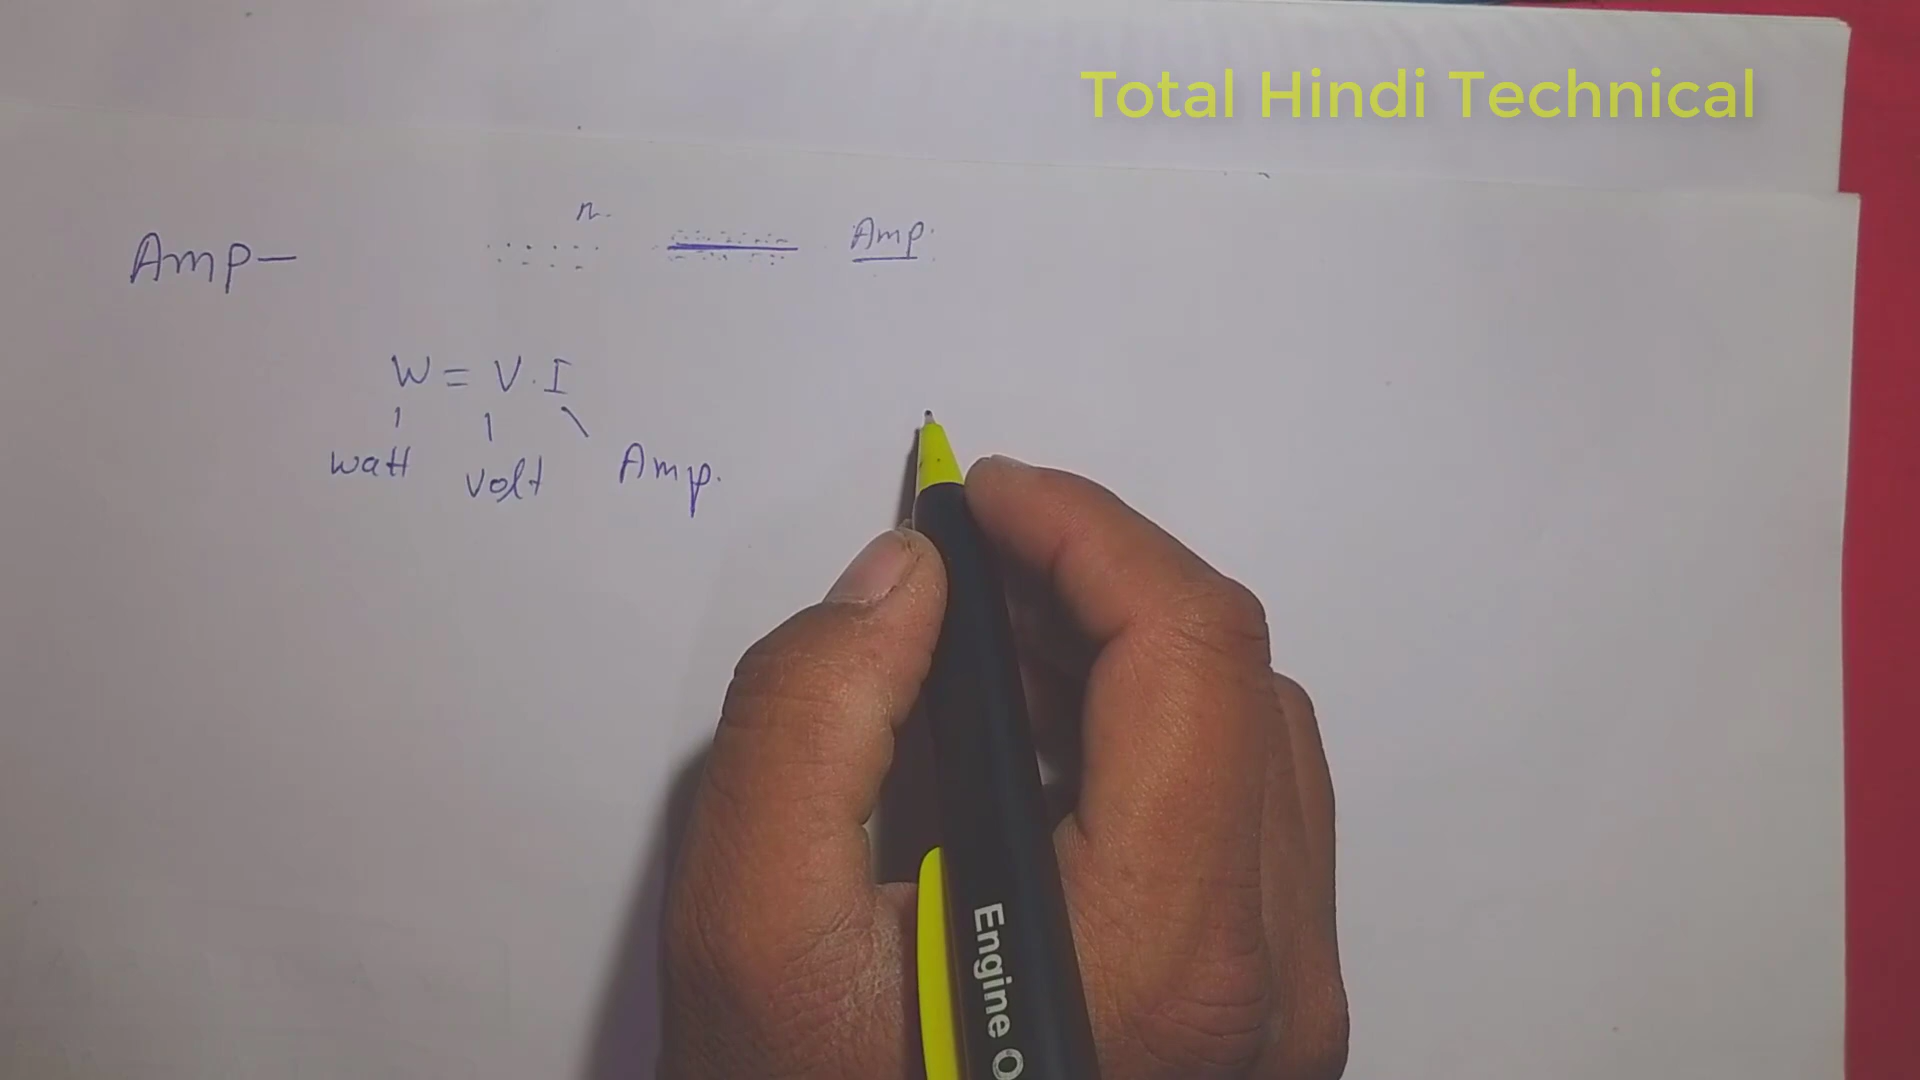 Total Hindi Technical
n.
Amp- Amp.
W = V.I
watt volt Amp.
Engine O